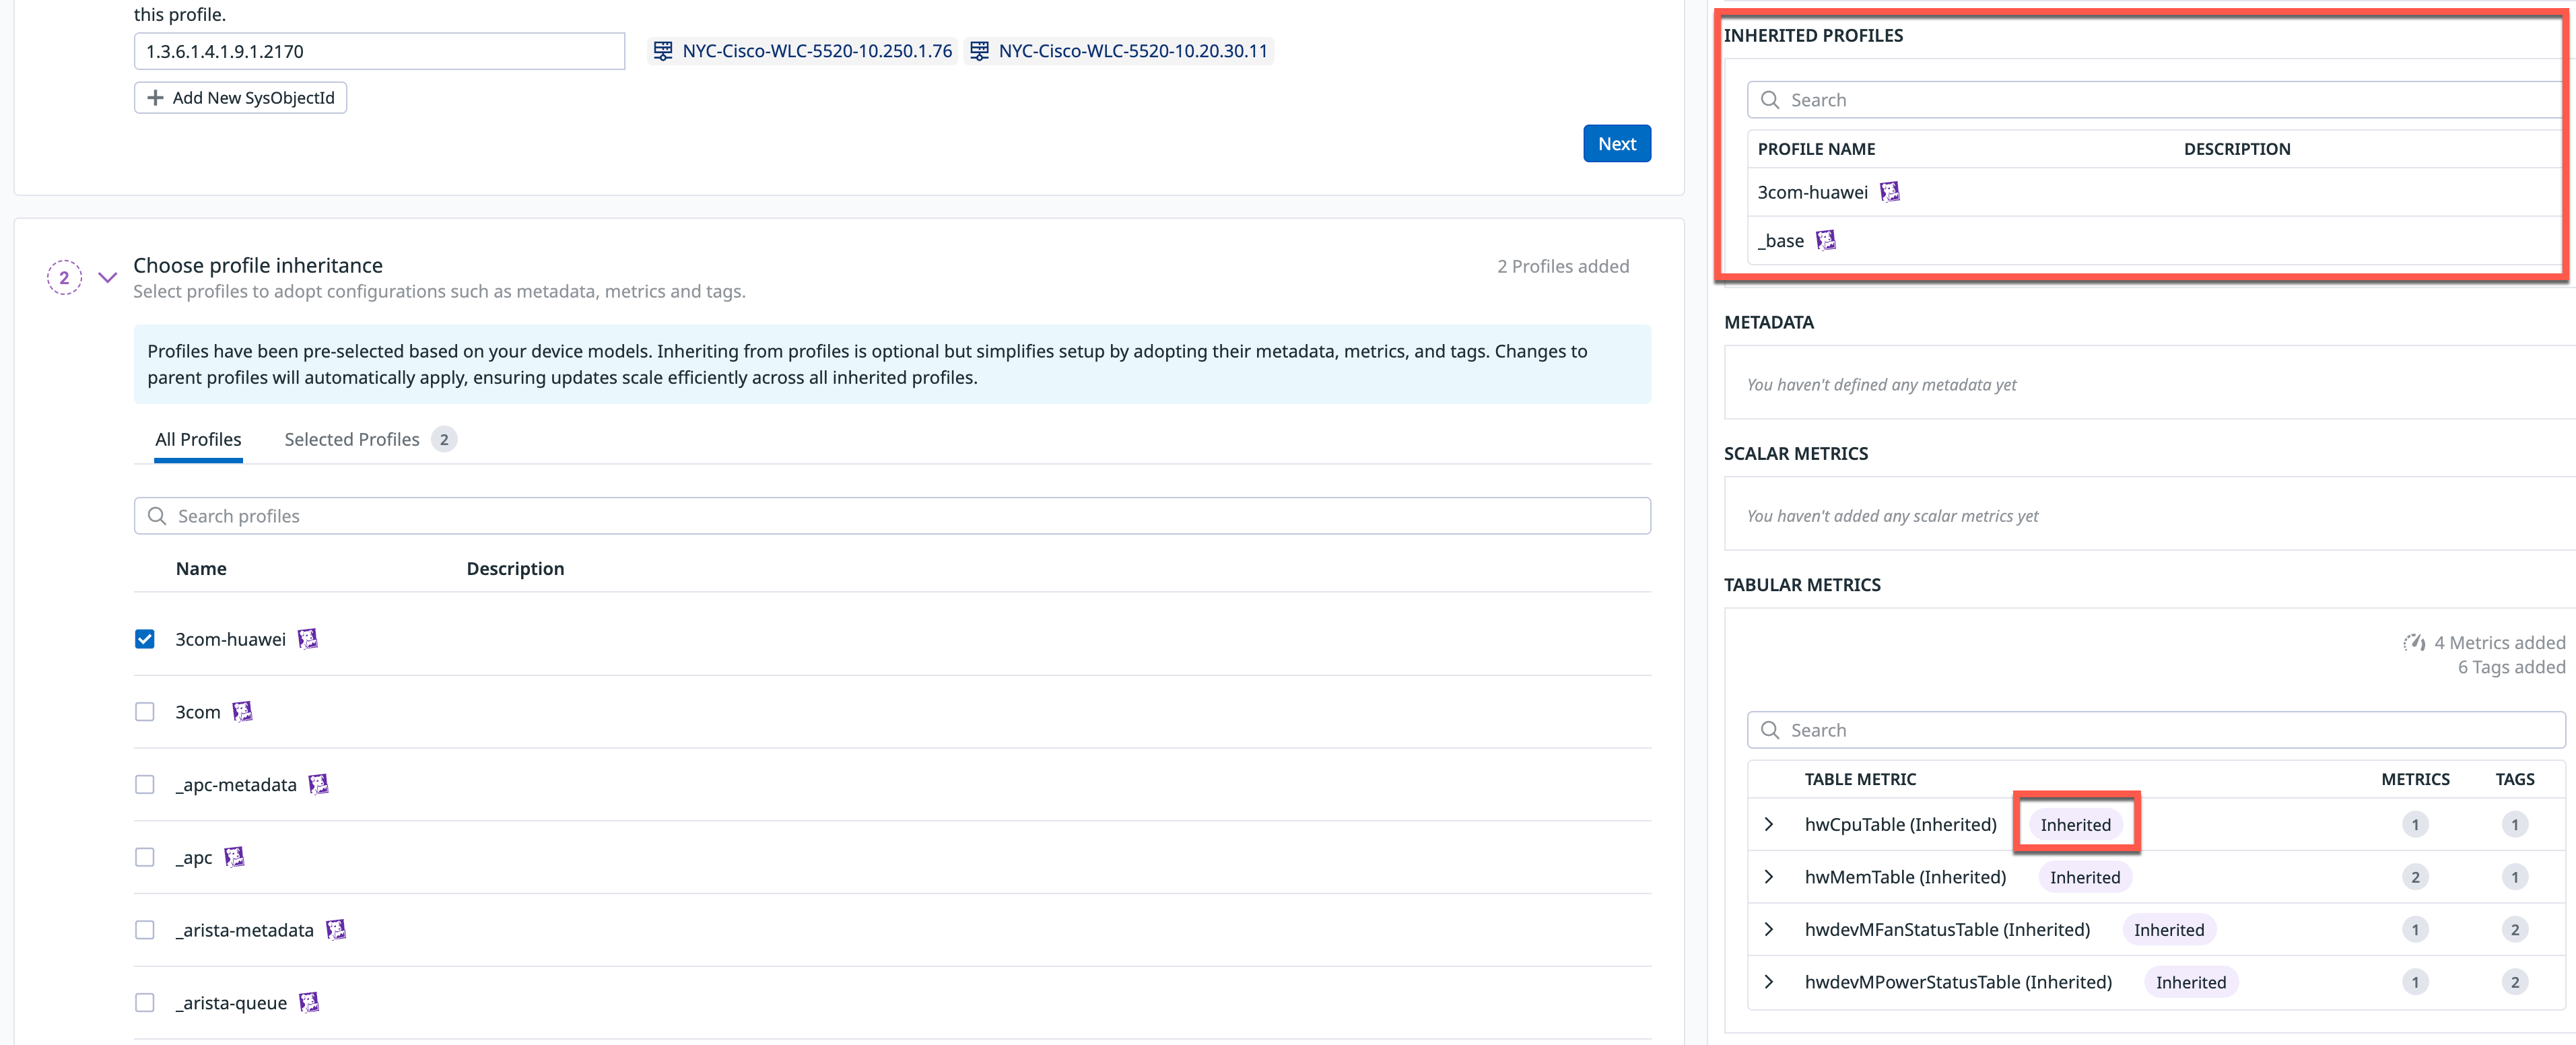 this profile.
1.3.6.1.4.1.9.1.2170
NYC-Cisco-WLC-5520-10.250.1.76
NYC-Cisco-WLC-5520-10.20.30.11
Add New SysObjectId
Next
2
Choose profile inheritance
2 Profiles added
Select profiles to adopt configurations such as metadata, metrics and tags.
Profiles have been pre-selected based on your device models. Inheriting from profiles is optional but simplifies setup by adopting their metadata, metrics, and tags. Changes to
parent profiles will automatically apply, ensuring updates scale efficiently across all inherited profiles.
All Profiles
Selected Profiles 2
Search profiles
Name Description
3com-huawei
3com
_apc-metadata
_apc
_arista-metadata
_arista-queue
INHERITED PROFILES
Search
PROFILE NAME DESCRIPTION
3com-huawei
_base
METADATA
You haven't defined any metadata yet
SCALAR METRICS
You haven't added any scalar metrics yet
TABULAR METRICS
4 Metrics added
6 Tags added
Search
TABLE METRIC METRICS TAGS
hwCpuTable (Inherited) Inherited 1 1
hwMemTable (Inherited) Inherited 2 1
hwdevMFanStatusTable (Inherited) Inherited 1 2
hwdevMPowerStatusTable (Inherited) Inherited 1 2